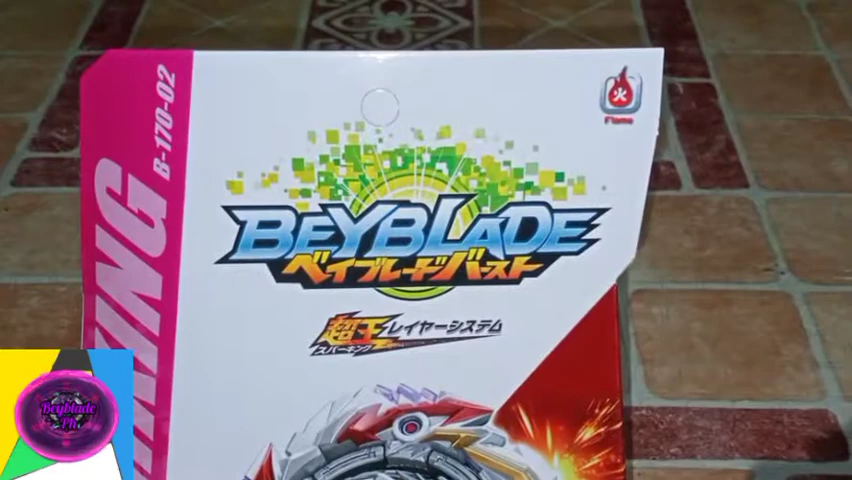 B-170-02
KING
火
Flame
BEYBLADE
ベイブレードバースト
超王
スパーキング
レイヤーシステム
Beyblade
PH